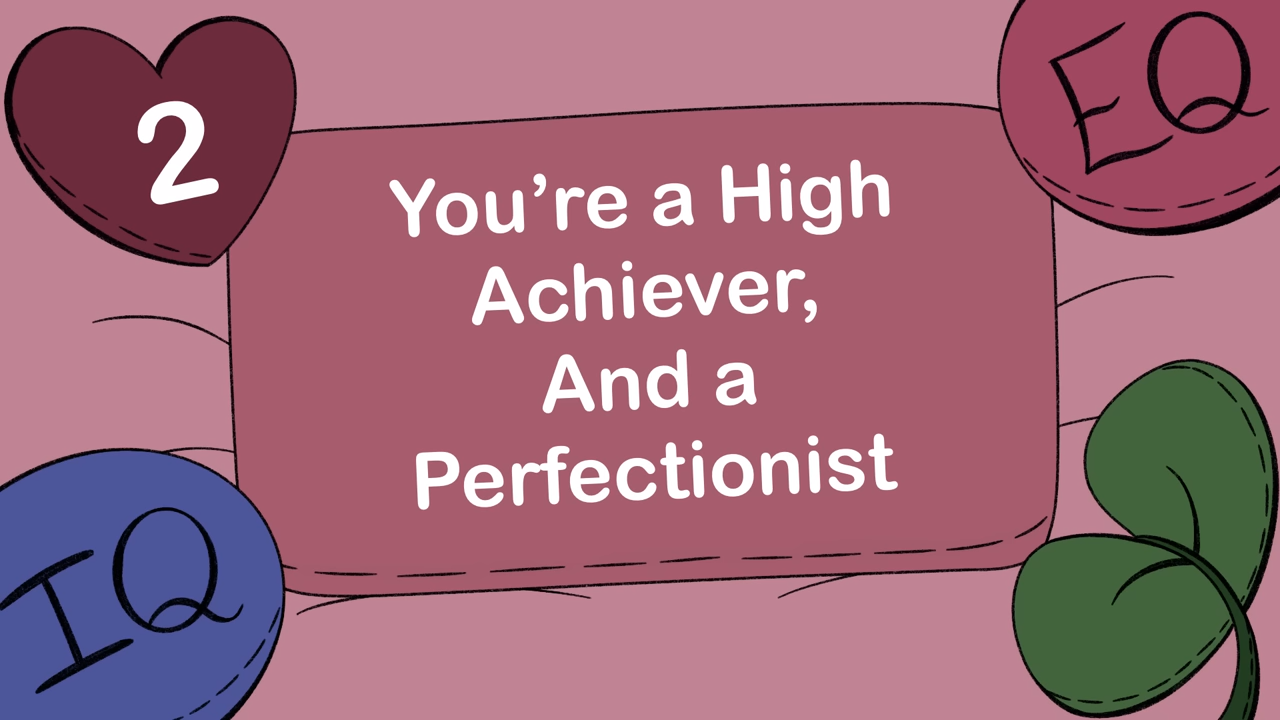 2
EQ
You're a High
Achiever,
And a
Perfectionist
IQ